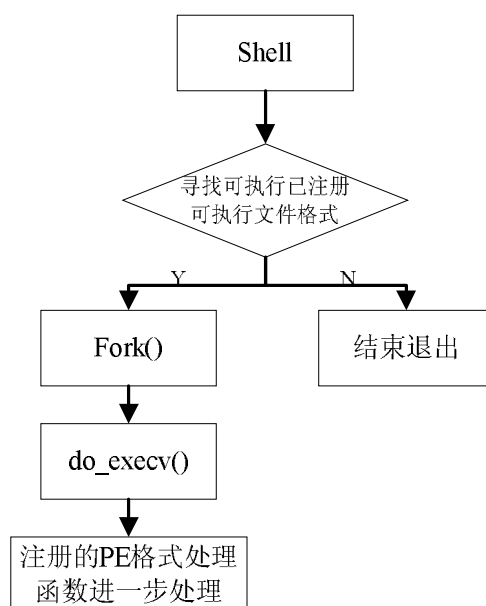 Shell
寻找可执行已注册
可执行文件格式
Y
N
Fork()
结束退出
do_execv()
注册的PE格式处理
函数进一步处理